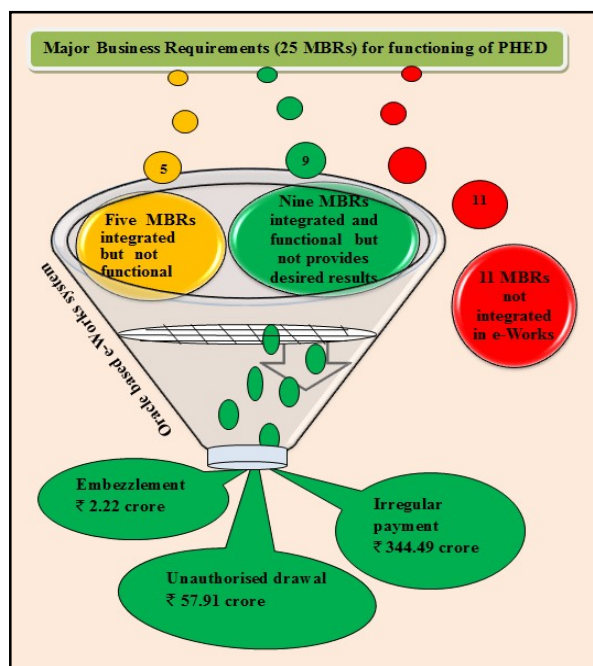 Major Business Requirements (25 MBRs) for functioning of PHED
5
9
11
Five MBRs
integrated
but not
functional
Nine MBRs
integrated and
functional but
not provides
desired results
11 MBRs
not
integrated
in e-Works
Oracle based e-Works system
Embezzlement
₹ 2.22 crore
Irregular
payment
₹ 344.49 crore
Unauthorised drawal
₹ 57.91 crore